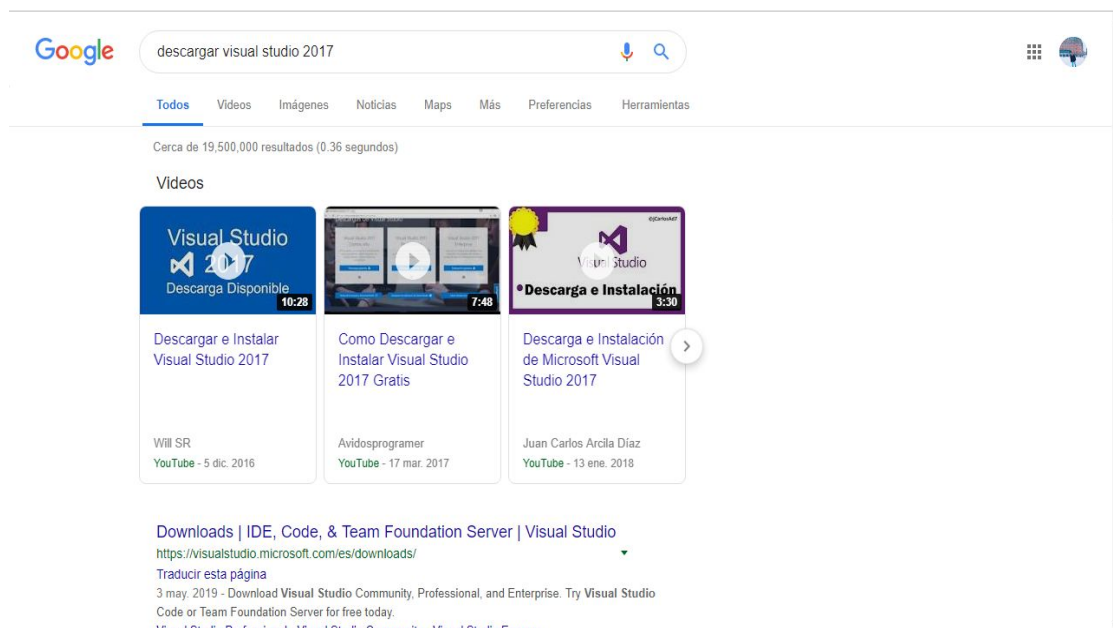 Google
descargar visual studio 2017
Todos Videos Imágenes Noticias Maps Más Preferencias Herramientas
Cerca de 19,500,000 resultados (0.36 segundos)
Videos
Visual Studio
2017
Descarga Disponible
10:28
Descargar e Instalar
Visual Studio 2017
Will SR
YouTube - 5 dic. 2016
7:48
Como Descargar e
Instalar Visual Studio
2017 Gratis
Avidosprogramer
YouTube - 17 mar. 2017
@jCarlosAd7
Visual Studio
•Descarga e Instalación
3:30
Descarga e Instalación
de Microsoft Visual
Studio 2017
Juan Carlos Arcila Díaz
YouTube - 13 ene. 2018
Downloads | IDE, Code, & Team Foundation Server | Visual Studio
https://visualstudio.microsoft.com/es/downloads/
Traducir esta página
3 may. 2019 - Download Visual Studio Community, Professional, and Enterprise. Try Visual Studio
Code or Team Foundation Server for free today.